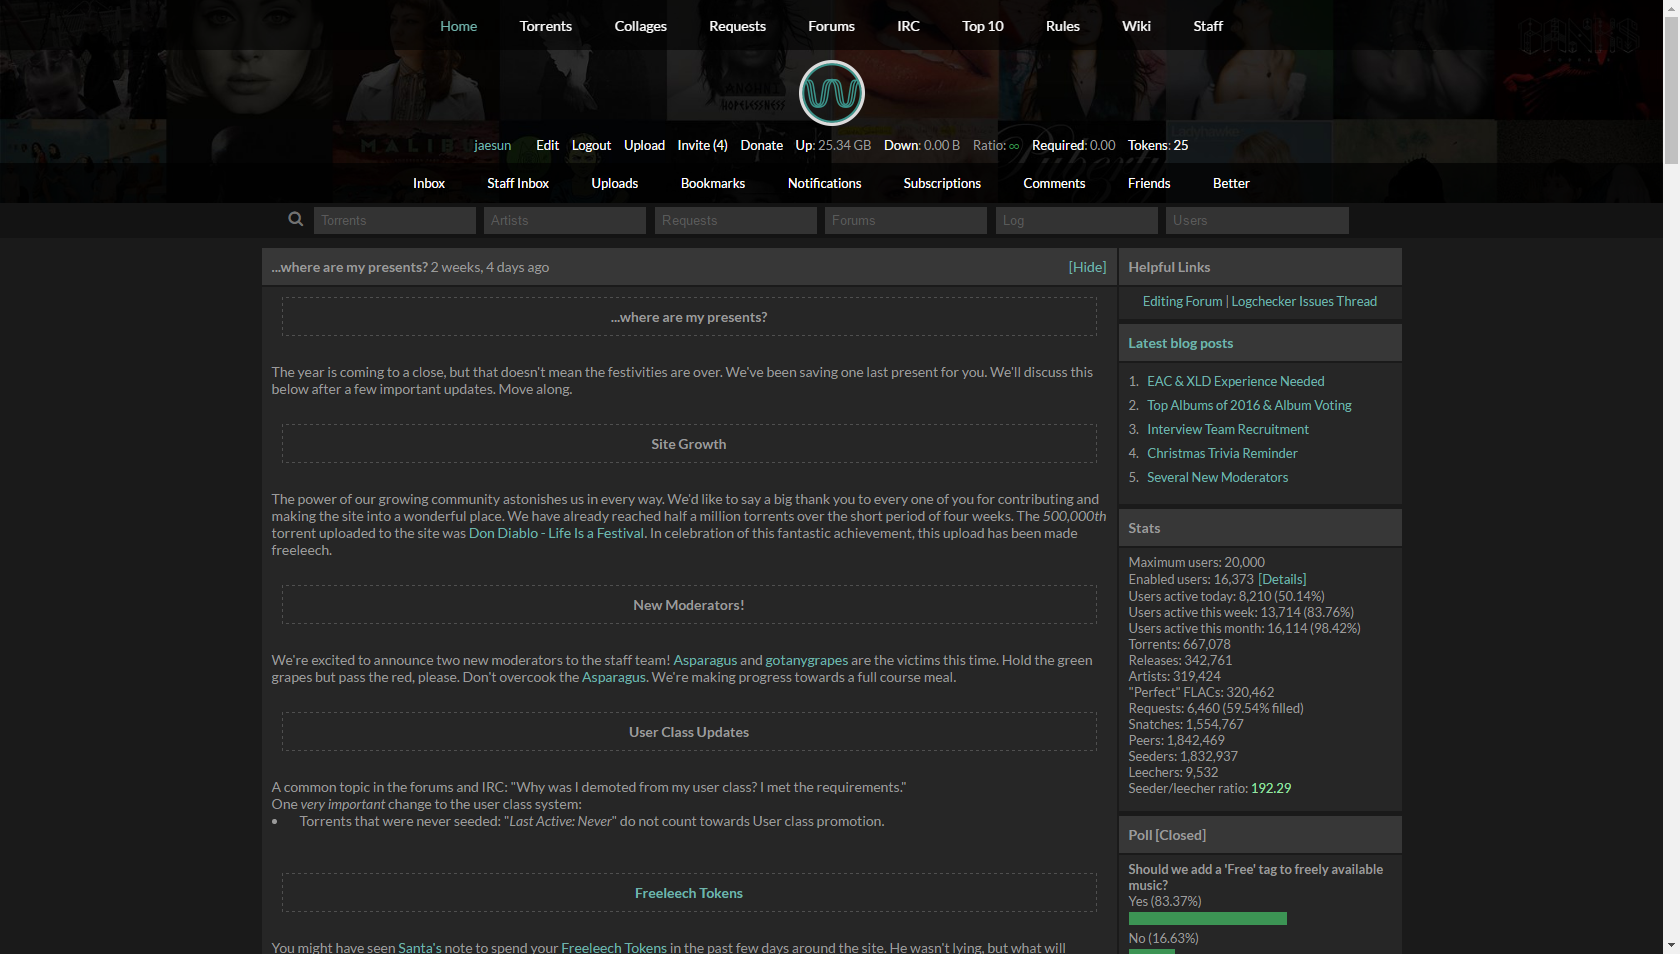 Home Torrents Collages Requests Forums IRC Top 10 Rules Wiki Staff
jaesun Edit Logout Upload Invite (4) Donate Up: 25.34 GB Down: 0.00 B Ratio: ∞ Required: 0.00 Tokens: 25
Inbox Staff Inbox Uploads Bookmarks Notifications Subscriptions Comments Friends Better
Torrents Artists Requests Forums Log Users
...where are my presents? 2 weeks, 4 days ago [Hide]
...where are my presents?
The year is coming to a close, but that doesn't mean the festivities are over. We've been saving one last present for you. We'll discuss this
below after a few important updates. Move along.
Site Growth
The power of our growing community astonishes us in every way. We'd like to say a big thank you to every one of you for contributing and
making the site into a wonderful place. We have already reached half a million torrents over the short period of four weeks. The 500,000th
torrent uploaded to the site was Don Diablo - Life Is a Festival. In celebration of this fantastic achievement, this upload has been made
freeleech.
New Moderators!
We're excited to announce two new moderators to the staff team! Asparagus and gotanygrapes are the victims this time. Hold the green
grapes but pass the red, please. Don't overcook the Asparagus. We're making progress towards a full course meal.
User Class Updates
A common topic in the forums and IRC: "Why was I demoted from my user class? I met the requirements."
One very important change to the user class system:
• Torrents that were never seeded: "Last Active: Never" do not count towards User class promotion.
Freeleech Tokens
You might have seen Santa's note to spend your Freeleech Tokens in the past few days around the site. He wasn't lying, but what will
Helpful Links
Editing Forum | Logchecker Issues Thread
Latest blog posts
1. EAC & XLD Experience Needed
2. Top Albums of 2016 & Album Voting
3. Interview Team Recruitment
4. Christmas Trivia Reminder
5. Several New Moderators
Stats
Maximum users: 20,000
Enabled users: 16,373 [Details]
Users active today: 8,210 (50.14%)
Users active this week: 13,714 (83.76%)
Users active this month: 16,114 (98.42%)
Torrents: 667,078
Releases: 342,761
Artists: 319,424
"Perfect" FLACs: 320,462
Requests: 6,460 (59.54% filled)
Snatches: 1,554,767
Peers: 1,842,469
Seeders: 1,832,937
Leechers: 9,532
Seeder/leecher ratio: 192.29
Poll [Closed]
Should we add a 'Free' tag to freely available
music?
Yes (83.37%)
No (16.63%)